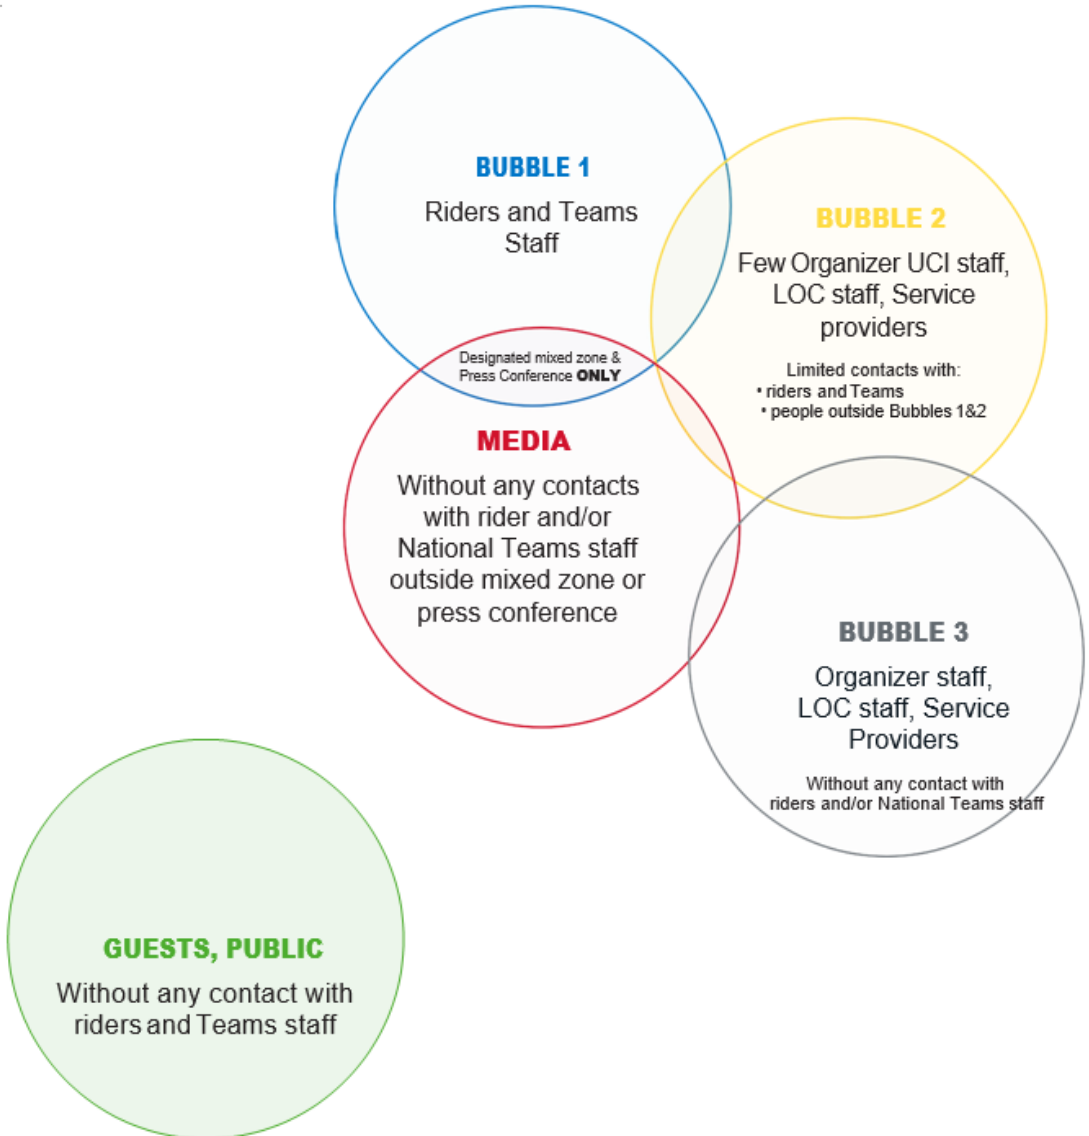 BUBBLE 1
Riders and Teams
Staff
BUBBLE 2
Few Organizer UCI staff,
LOC staff, Service
providers
Limited contacts with:
• riders and Teams
• people outside Bubbles 1&2
Designated mixed zone &
Press Conference ONLY
MEDIA
Without any contacts
with rider and/or
National Teams staff
outside mixed zone or
press conference
BUBBLE 3
Organizer staff,
LOC staff, Service
Providers
Without any contact with
riders and/or National Teams staff
GUESTS, PUBLIC
Without any contact with
riders and Teams staff